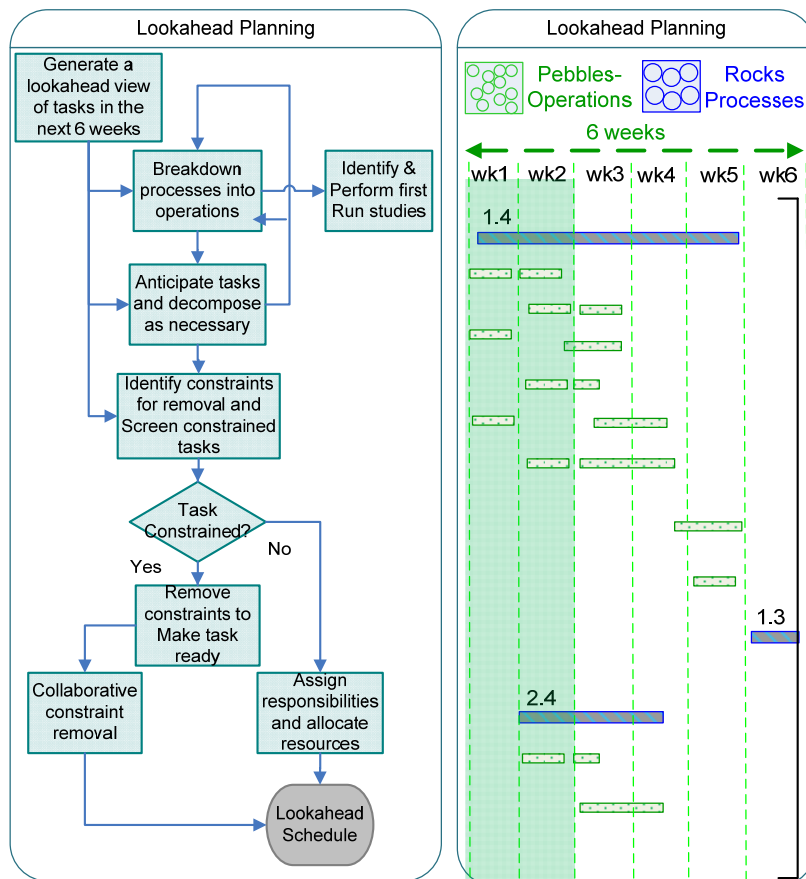 Lookahead Planning
Generate a
lookahead view
of tasks in the
next 6 weeks
Breakdown
processes into
operations
Identify &
Perform first
Run studies
Anticipate tasks
and decompose
as necessary
Identify constraints
for removal and
Screen constrained
tasks
Task
Constrained?
No
Yes
Remove
constraints to
Make task
ready
Collaborative
constraint
removal
Assign
responsibilities
and allocate
resources
Lookahead
Schedule
Lookahead Planning
Pebbles-
Operations
Rocks
Processes
6 weeks
wk1 wk2 wk3 wk4 wk5 wk6
1.4
1.3
2.4